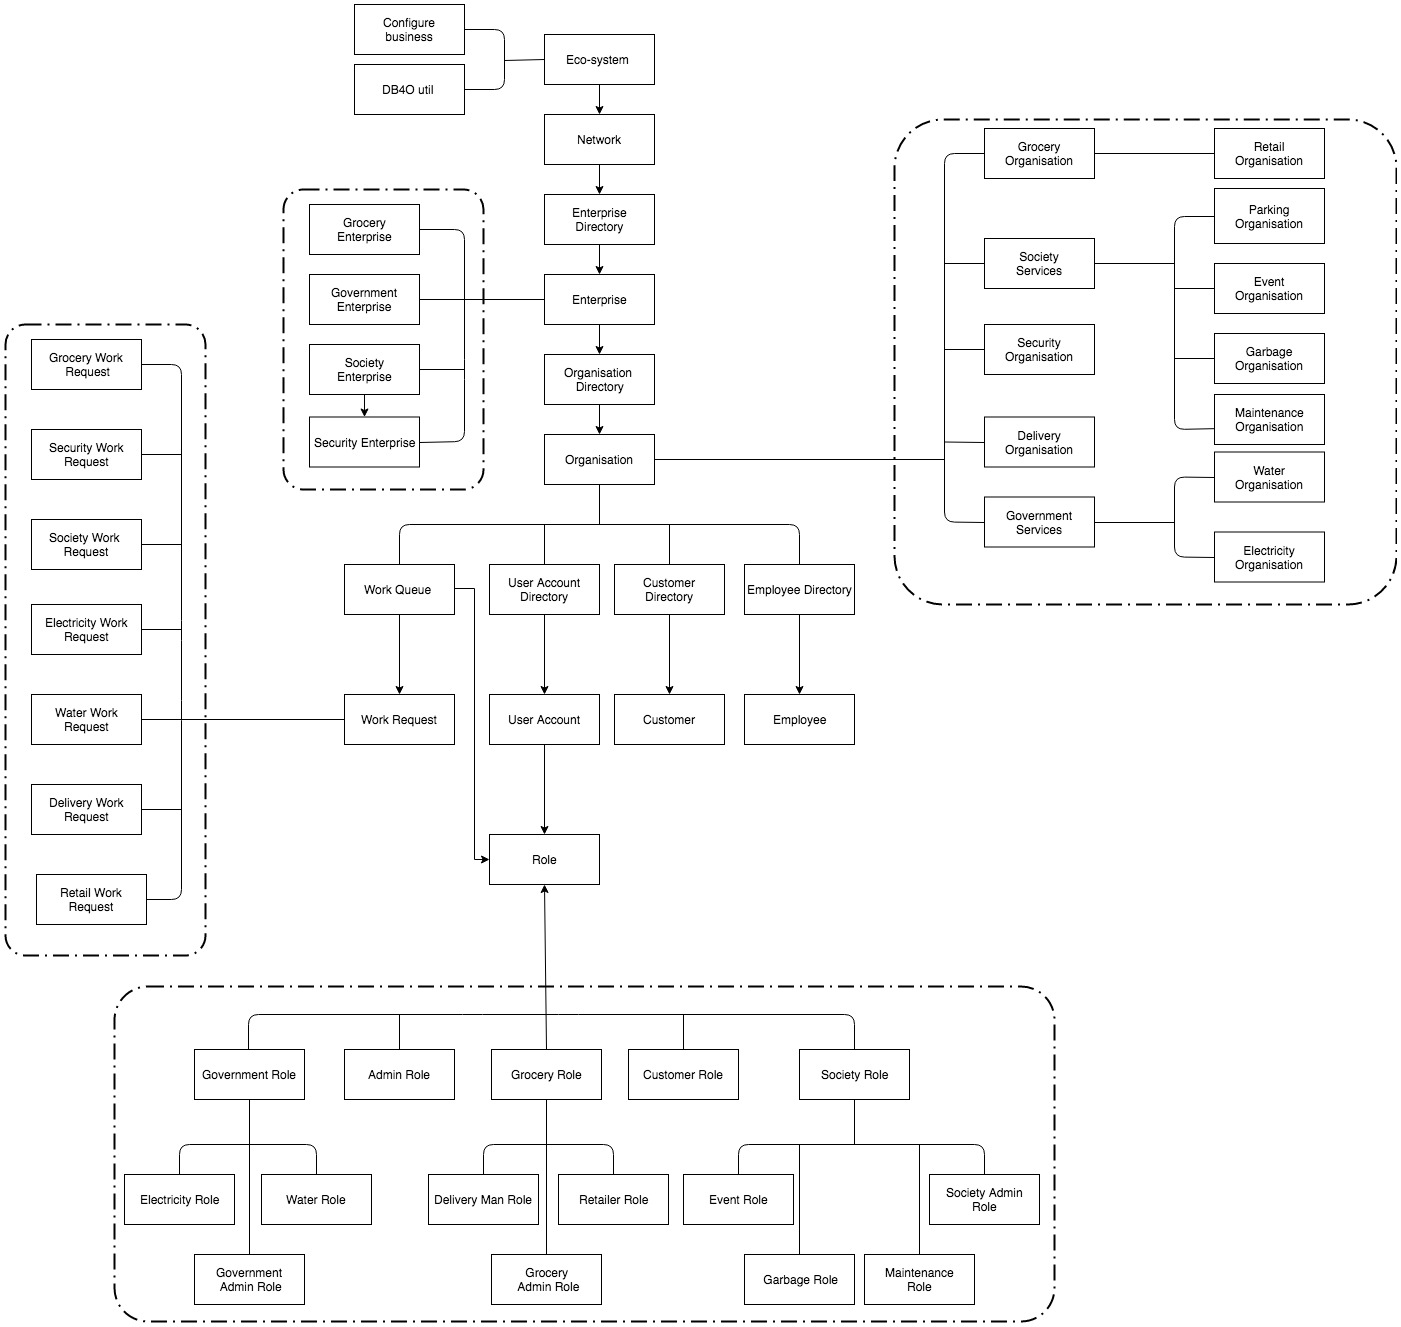 Configure
business
DB4O util
Eco-system
Network
Enterprise
Directory
Enterprise
Organisation
Directory
Organisation
Grocery
Enterprise
Government
Enterprise
Society
Enterprise
Security Enterprise
Grocery
Organisation
Retail
Organisation
Society
Services
Parking
Organisation
Event
Organisation
Security
Organisation
Garbage
Organisation
Maintenance
Organisation
Delivery
Organisation
Water
Organisation
Government
Services
Electricity
Organisation
Grocery Work
Request
Security Work
Request
Society Work
Request
Electricity Work
Request
Water Work
Request
Delivery Work
Request
Retail Work
Request
Work Queue
User Account
Directory
Customer
Directory
Employee Directory
Work Request
User Account
Customer
Employee
Role
Government Role
Admin Role
Grocery Role
Customer Role
Society Role
Electricity Role
Water Role
Delivery Man Role
Retailer Role
Event Role
Society Admin
Role
Government
Admin Role
Grocery
Admin Role
Garbage Role
Maintenance
Role